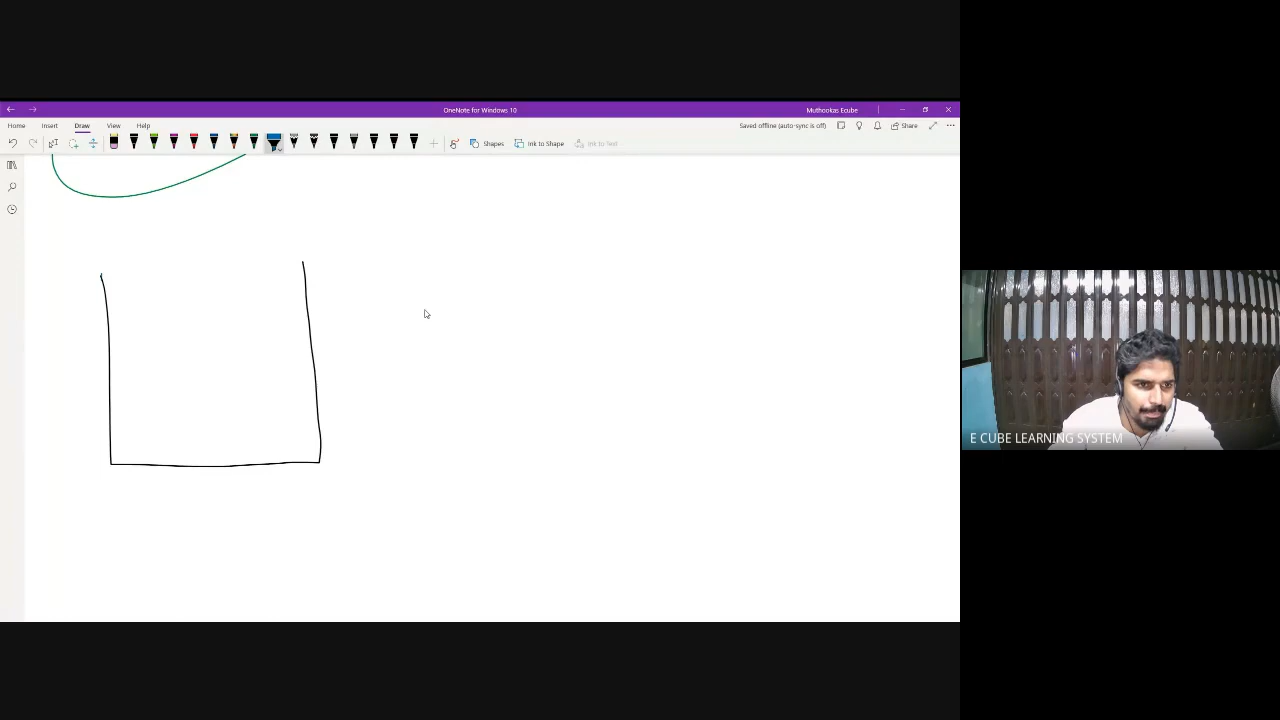 OneNote for Windows 10
Muthookas Ecube
Home Insert Draw View Help
Saved offline (auto-sync is off)
Share
Shapes
Ink to Shape
Ink to Text
E CUBE LEARNING SYSTEM